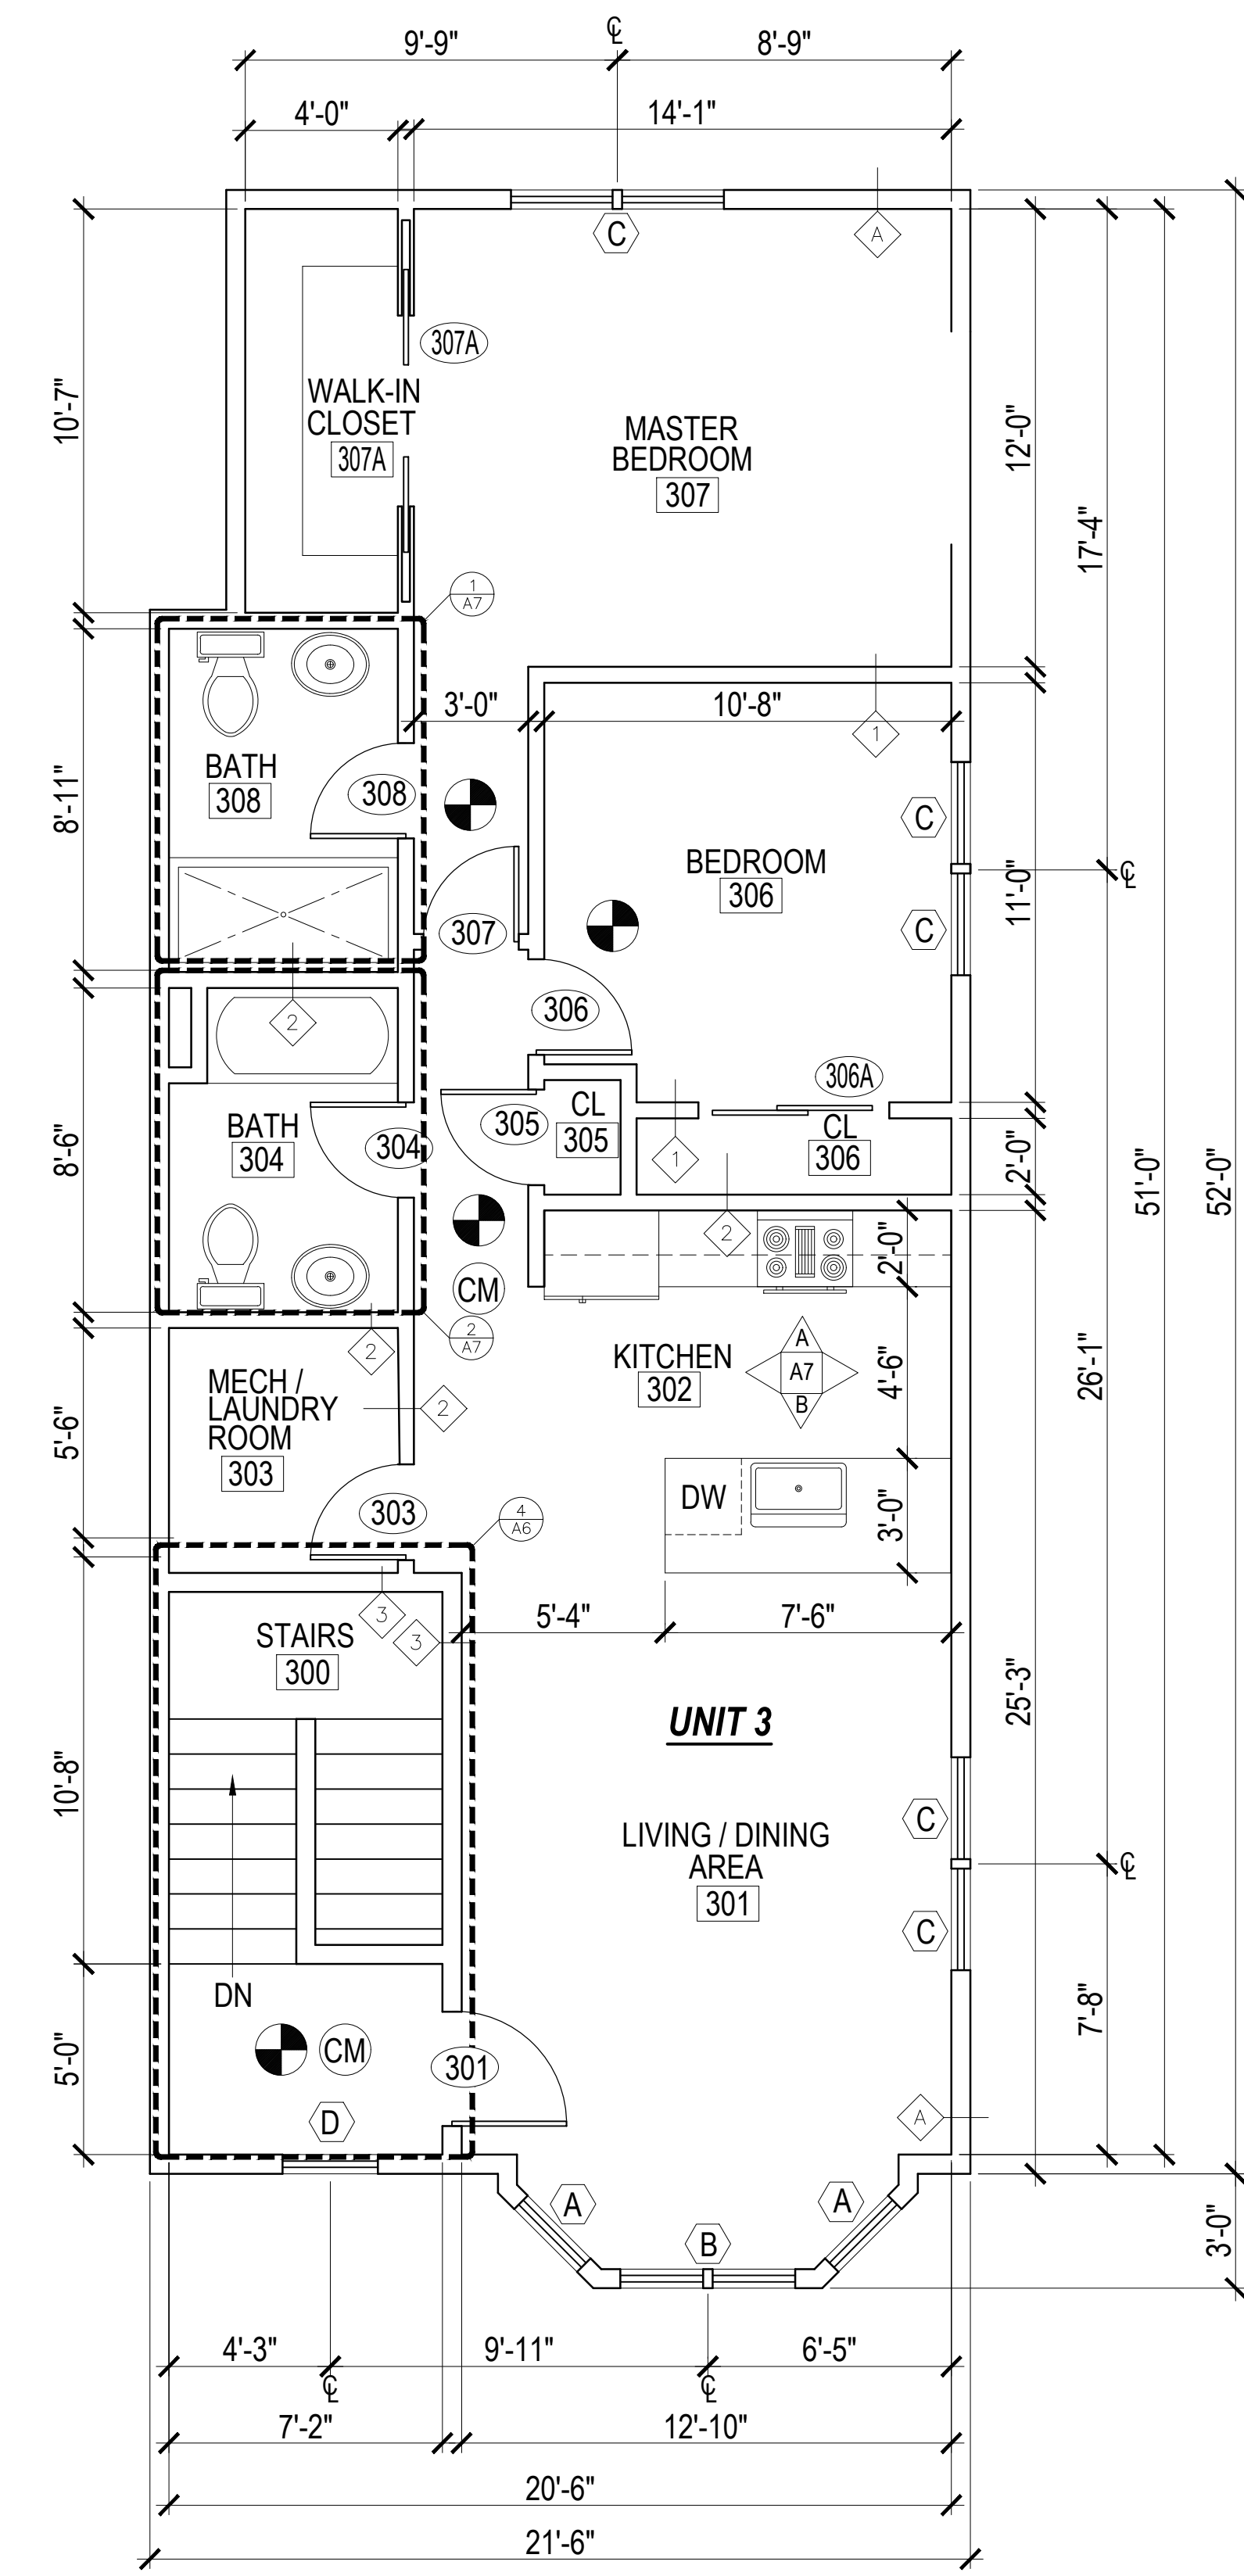 ℄
9'-9"
8'-9"
4'-0"
14'-1"
C
A
307A
WALK-IN
CLOSET
307A
MASTER
BEDROOM
307
10'-7"
12'-0"
17'-4"
1
A7
3'-0"
10'-8"
1
BATH
308
308
8'-11"
BEDROOM
306
C
℄
11'-0"
C
307
306
2
306A
BATH
304
304
305
CL
305
CL
306
1
8'-6"
2'-0"
51'-0"
52'-0"
2
2'-0"
CM
2
A7
2
KITCHEN
302
A
A7
B
4'-6"
26'-1"
MECH /
LAUNDRY
ROOM
303
2
5'-6"
DW
3'-0"
303
4
A6
3
3
5'-4"
7'-6"
STAIRS
300
UNIT 3
25'-3"
10'-8"
LIVING / DINING
AREA
301
C
℄
C
DN
7'-8"
5'-0"
CM
301
D
A
A
A
B
3'-0"
4'-3"
9'-11"
6'-5"
℄
℄
7'-2"
12'-10"
20'-6"
21'-6"